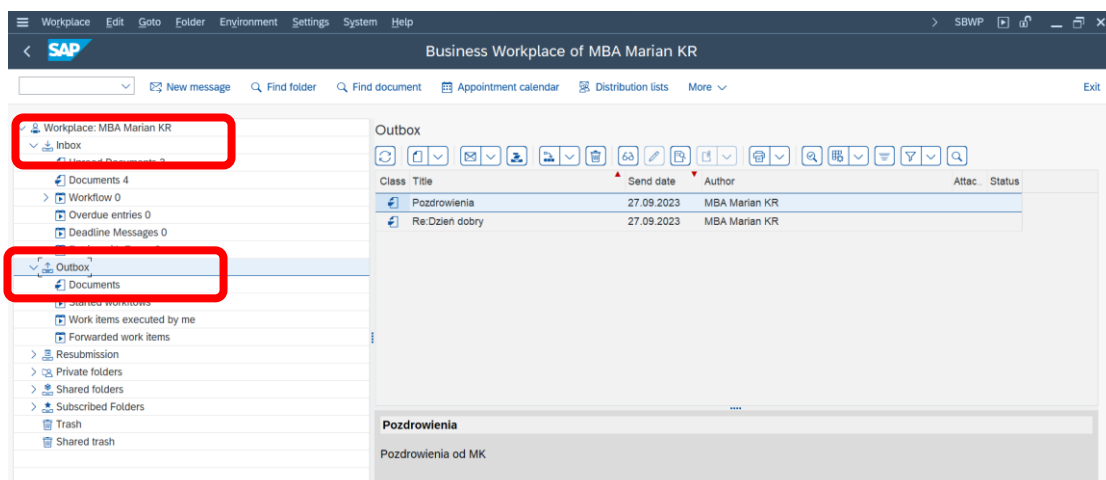 Workplace Edit Goto Folder Environment Settings System Help SBWP
SAP Business Workplace of MBA Marian KR
New message Find folder Find document Appointment calendar Distribution lists More Exit
Workplace: MBA Marian KR
Inbox
Unread Documents
Documents 4
Workflow 0
Overdue entries 0
Deadline Messages 0
Outbox
Documents
Started workflows
Work items executed by me
Forwarded work items
Resubmission
Private folders
Shared folders
Subscribed Folders
Trash
Shared trash
Outbox
Class Title Send date Author Attac.. Status
Pozdrowienia 27.09.2023 MBA Marian KR
Re:Dzień dobry 27.09.2023 MBA Marian KR
Pozdrowienia
Pozdrowienia od MK